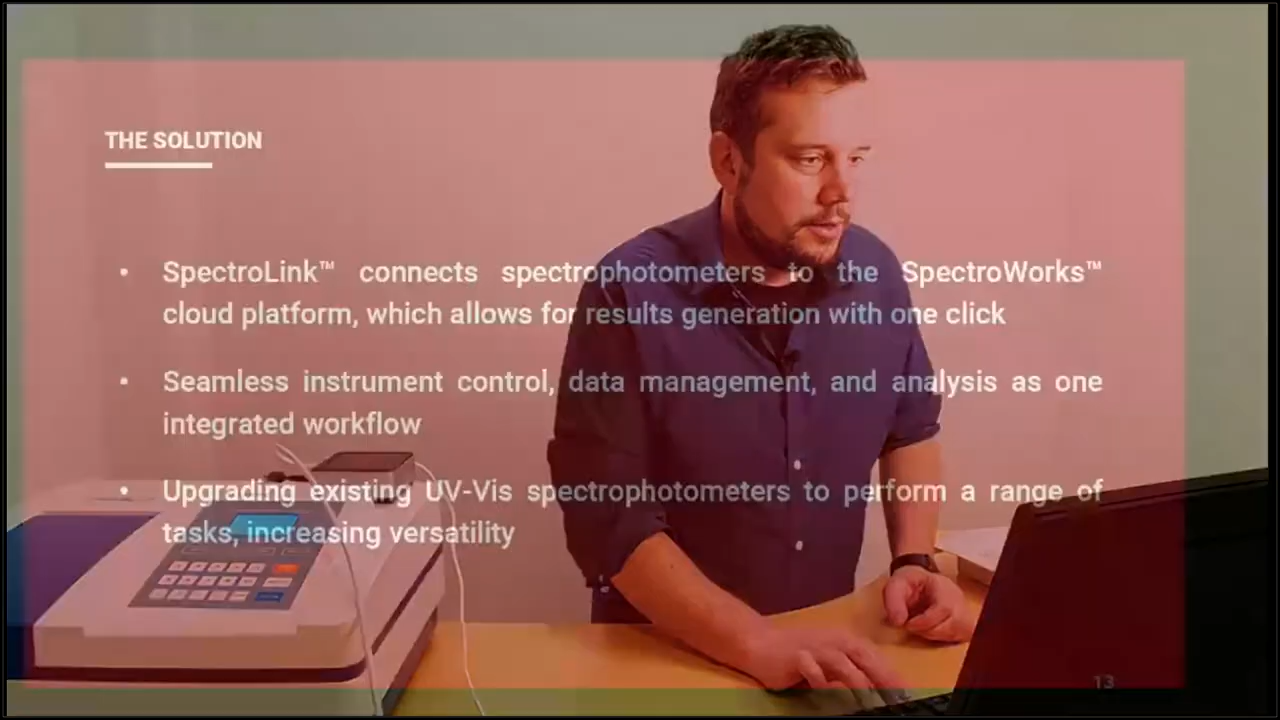 THE SOLUTION
• SpectroLink™ connects spectrophotometers to the SpectroWorks™
cloud platform, which allows for results generation with one click
• Seamless instrument control, data management, and analysis as one
integrated workflow
• Upgrading existing UV-Vis spectrophotometers to perform a range of
tasks, increasing versatility
13